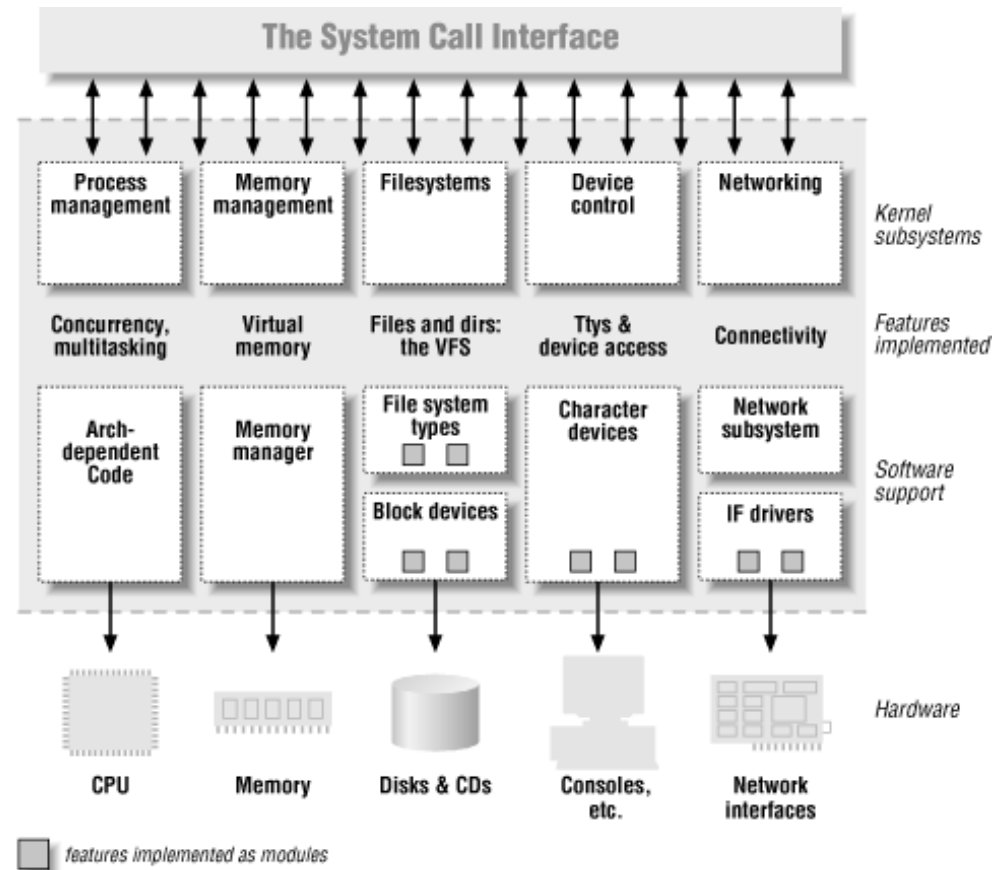 The System Call Interface
Process
management
Memory
management
Filesystems
Device
control
Networking
Kernel
subsystems
Concurrency,
multitasking
Virtual
memory
Files and dirs:
the VFS
Ttys &
device access
Connectivity
Features
implemented
Arch-
dependent
Code
Memory
manager
File system
types
Block devices
Character
devices
Network
subsystem
IF drivers
Software
support
Hardware
CPU
Memory
Disks & CDs
Consoles,
etc.
Network
interfaces
features implemented as modules